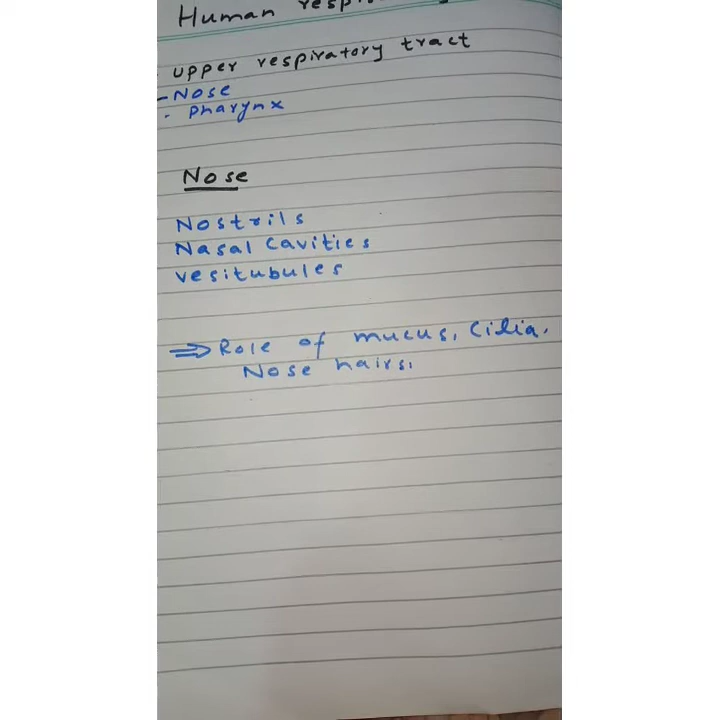 Human
· upper respiratory tract
- Nose
· Pharynx
Nose
Nostrils
Nasal Cavities
Vesitubules
⇒ Role of mucus, Cilia,
Nose hairs.